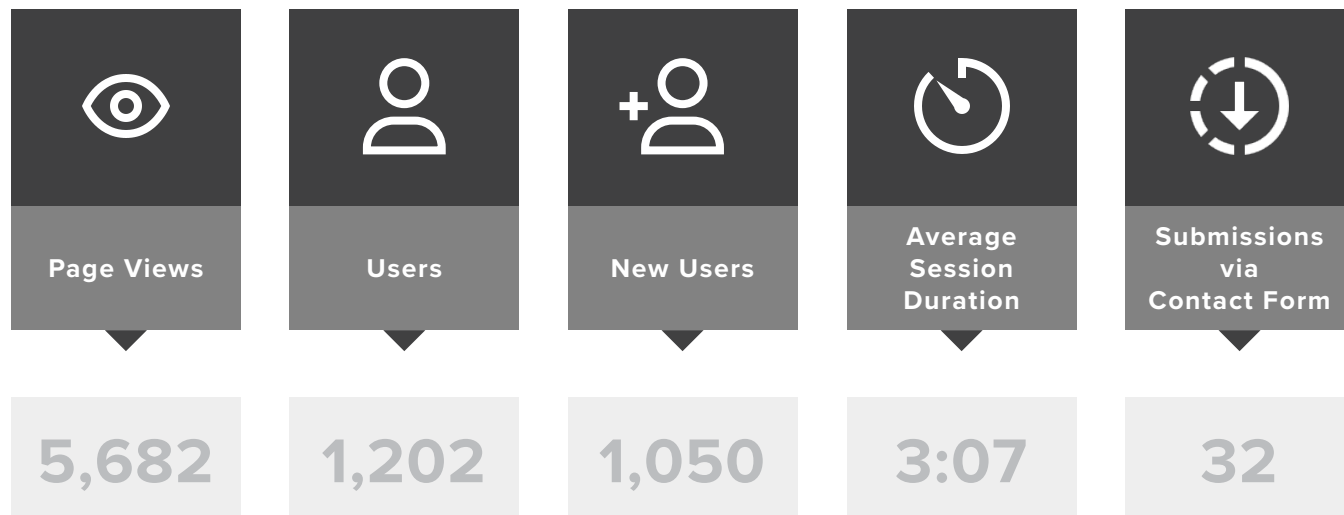 Page Views
Users
New Users
Average
Session
Duration
Submissions
via
Contact Form
5,682
1,202
1,050
3:07
32